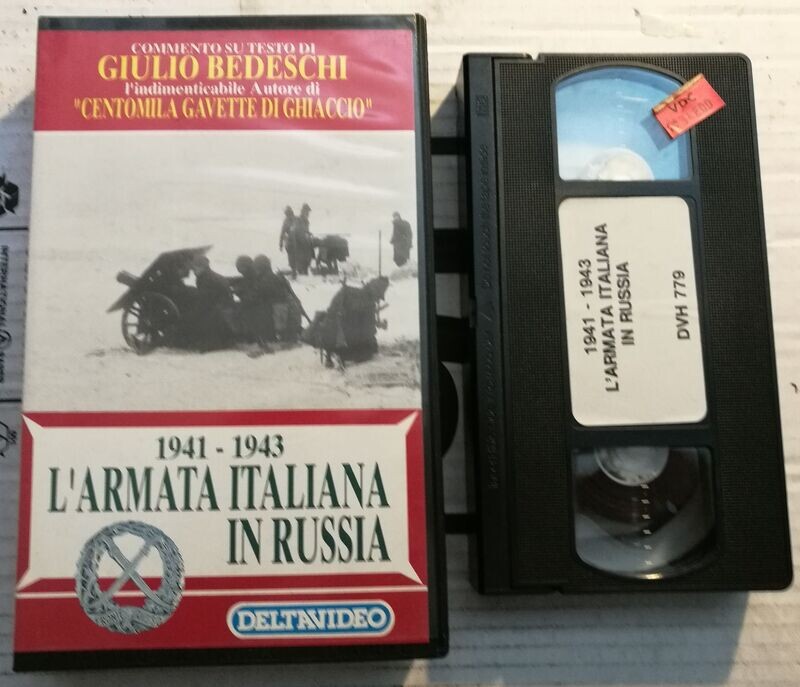 COMMENTO SU TESTO DI
GIULIO BEDESCHI
l'indimenticabile Autore di
"CENTOMILA GAVETTE DI GHIACCIO"
1941 - 1943
L'ARMATA ITALIANA
IN RUSSIA
DELTAVIDEO
VDC
1941 - 1943
L'ARMATA ITALIANA
IN RUSSIA
DVH 779
INTERNATIONAL